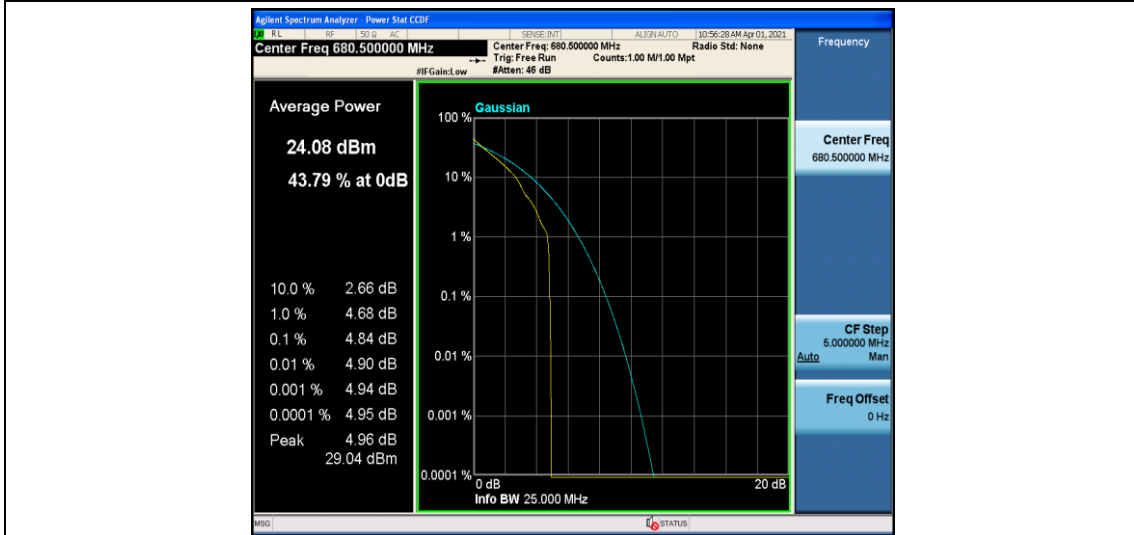 Agilent Spectrum Analyzer - Power Stat CCDF
LXI RL RF 50 Ω AC SENSE:INT ALIGN AUTO 10:56:28 AM Apr 01, 2021
Center Freq 680.500000 MHz
Center Freq: 680.500000 MHz Radio Std: None
Trig: Free Run Counts:1.00 M/1.00 Mpt
#IFGain:Low #Atten: 46 dB
Frequency
Average Power
24.08 dBm
43.79 % at 0dB
10.0 % 2.66 dB
1.0 % 4.68 dB
0.1 % 4.84 dB
0.01 % 4.90 dB
0.001 % 4.94 dB
0.0001 % 4.95 dB
Peak 4.96 dB
29.04 dBm
Gaussian
100 %
10 %
1 %
0.1 %
0.01 %
0.001 %
0.0001 %
0 dB 20 dB
Info BW 25.000 MHz
Center Freq
680.500000 MHz
CF Step
5.000000 MHz
Auto Man
Freq Offset
0 Hz
MSG STATUS